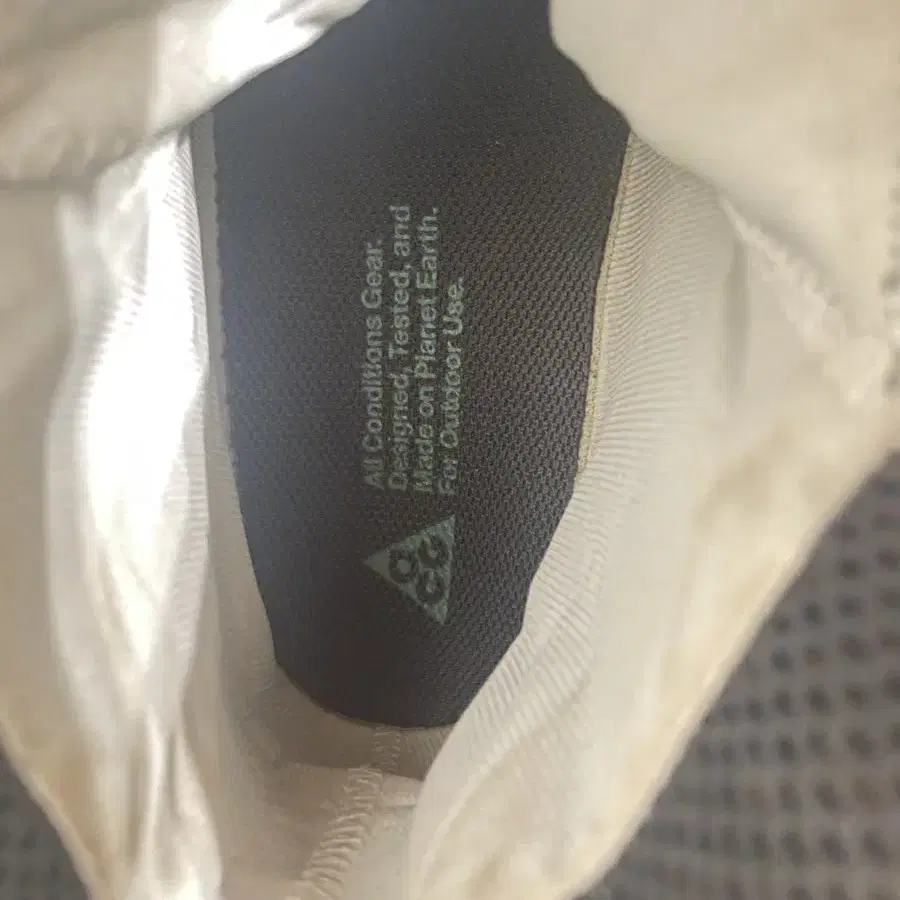 All Conditions Gear.
Designed, Tested, and
Made on Planet Earth.
For Outdoor Use.
ACG